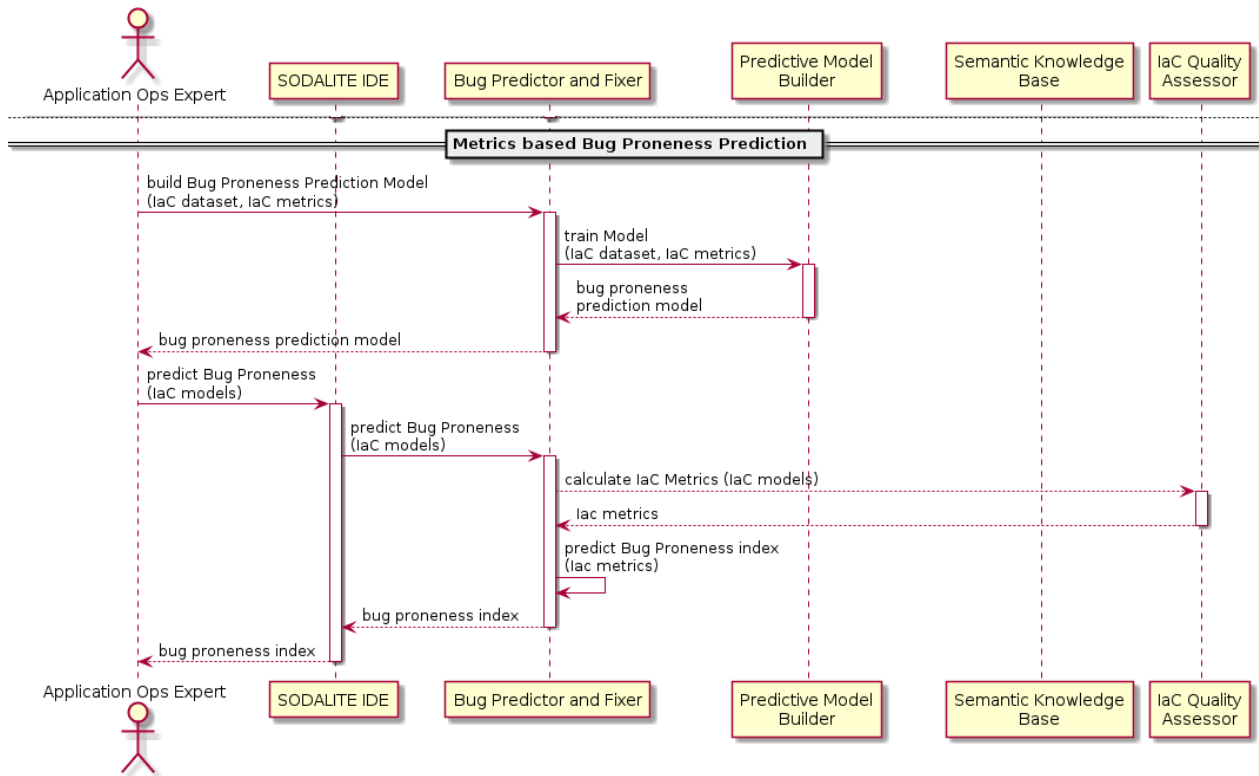 Application Ops Expert
SODALITE IDE
Bug Predictor and Fixer
Predictive Model
Builder
Semantic Knowledge
Base
IaC Quality
Assessor
Metrics based Bug Proneness Prediction
build Bug Proneness Prediction Model
(IaC dataset, IaC metrics)
train Model
(IaC dataset, IaC metrics)
bug proneness
prediction model
bug proneness prediction model
predict Bug Proneness
(IaC models)
predict Bug Proneness
(IaC models)
calculate IaC Metrics (IaC models)
Iac metrics
predict Bug Proneness index
(Iac metrics)
bug proneness index
bug proneness index
Application Ops Expert
SODALITE IDE
Bug Predictor and Fixer
Predictive Model
Builder
Semantic Knowledge
Base
IaC Quality
Assessor